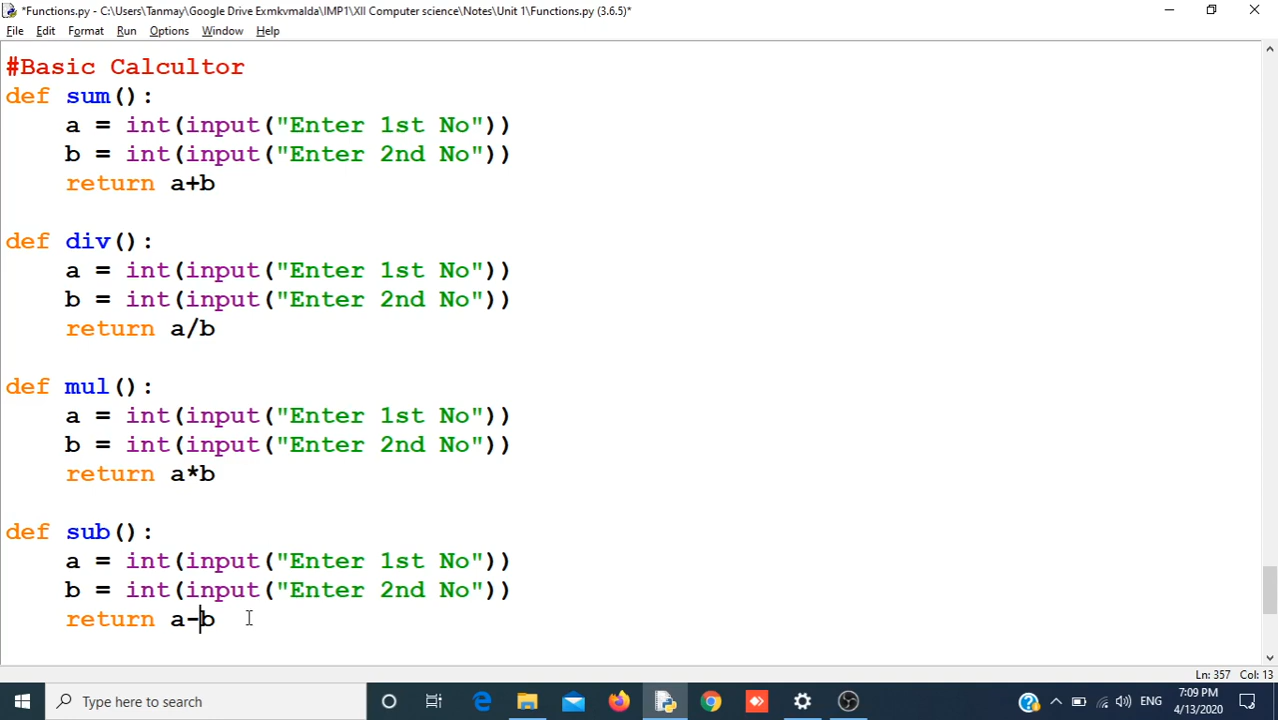 *Functions.py - C:\Users\Tanmay\Google Drive Exmkvmalda\IMP1\XII Computer science\Notes\Unit 1\Functions.py (3.6.5)*
File Edit Format Run Options Window Help
#Basic Calcultor
def sum():
    a = int(input("Enter 1st No"))
    b = int(input("Enter 2nd No"))
    return a+b
def div():
    a = int(input("Enter 1st No"))
    b = int(input("Enter 2nd No"))
    return a/b
def mul():
    a = int(input("Enter 1st No"))
    b = int(input("Enter 2nd No"))
    return a*b
def sub():
    a = int(input("Enter 1st No"))
    b = int(input("Enter 2nd No"))
    return a-b
Ln: 357 Col: 13
Type here to search
ENG
7:09 PM
4/13/2020